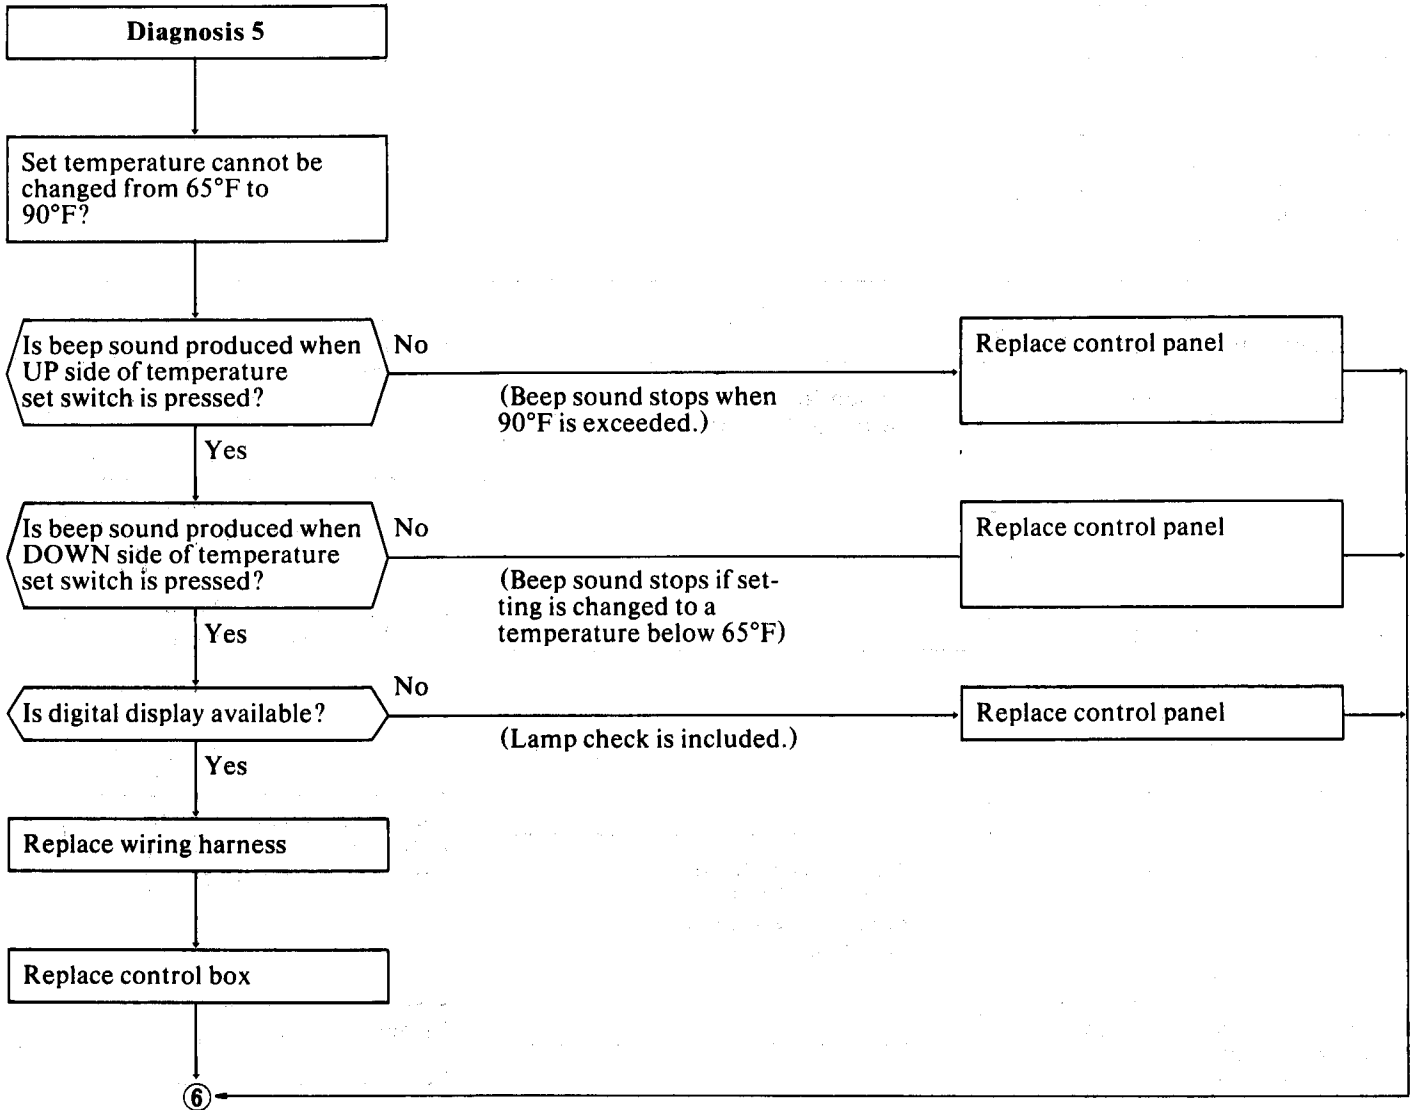 Diagnosis 5
Set temperature cannot be
changed from 65°F to
90°F?
Is beep sound produced when
UP side of temperature
set switch is pressed?
No
(Beep sound stops when
90°F is exceeded.)
Replace control panel
Yes
Is beep sound produced when
DOWN side of temperature
set switch is pressed?
No
(Beep sound stops if set-
ting is changed to a
temperature below 65°F)
Replace control panel
Yes
Is digital display available?
No
(Lamp check is included.)
Replace control panel
Yes
Replace wiring harness
Replace control box
⑥